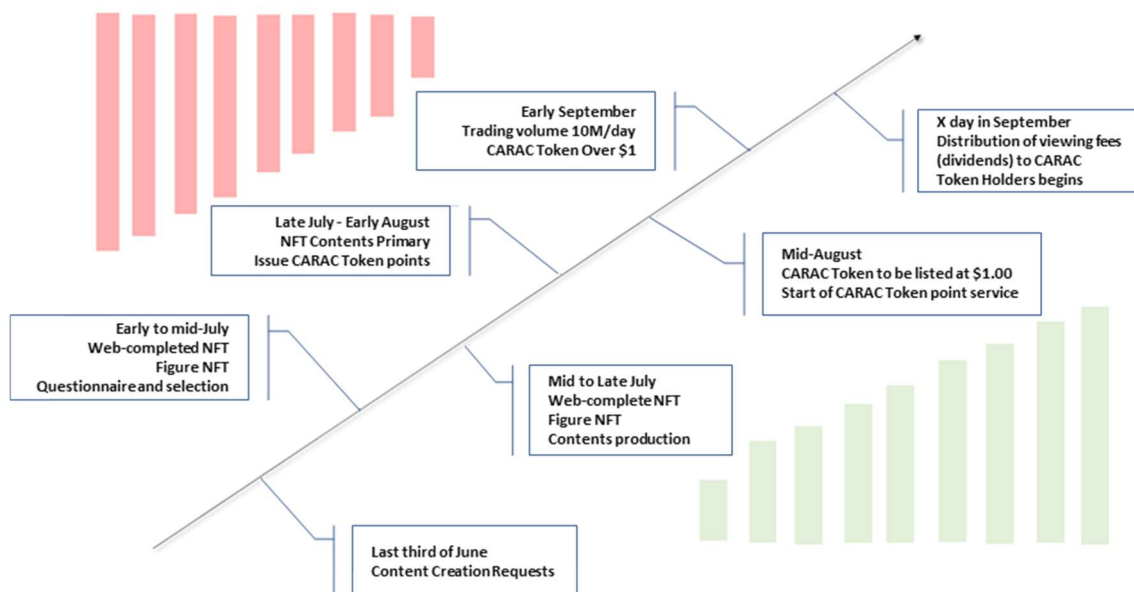 Early September
Trading volume 10M/day
CARAC Token Over $1
X day in September
Distribution of viewing fees
(dividends) to CARAC
Token Holders begins
Late July - Early August
NFT Contents Primary
Issue CARAC Token points
Mid-August
CARAC Token to be listed at $1.00
Start of CARAC Token point service
Early to mid-July
Web-completed NFT
Figure NFT
Questionnaire and selection
Mid to Late July
Web-complete NFT
Figure NFT
Contents production
Last third of June
Content Creation Requests